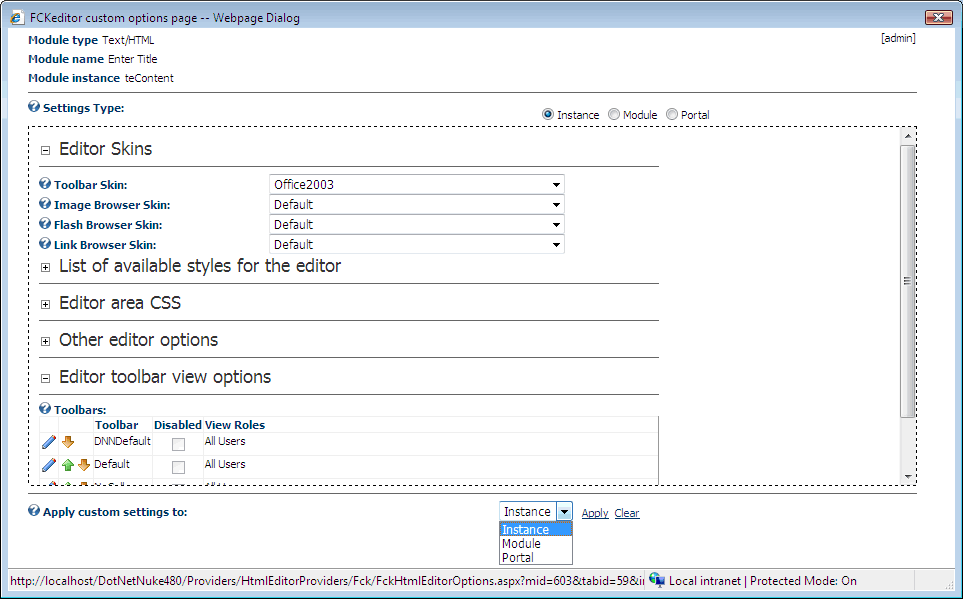 FCKeditor custom options page -- Webpage Dialog
Module type Text/HTML
[admin]
Module name Enter Title
Module instance teContent
Settings Type:
Instance Module Portal
Editor Skins
Toolbar Skin: Office2003
Image Browser Skin: Default
Flash Browser Skin: Default
Link Browser Skin: Default
List of available styles for the editor
Editor area CSS
Other editor options
Editor toolbar view options
Toolbars:
Toolbar Disabled View Roles
DNNDefault All Users
Default All Users
Apply custom settings to: Instance Apply Clear
Instance
Module
Portal
http://localhost/DotNetNuke480/Providers/HtmlEditorProviders/Fck/FckHtmlEditorOptions.aspx?mid=603&tabid=59&i Local intranet | Protected Mode: On